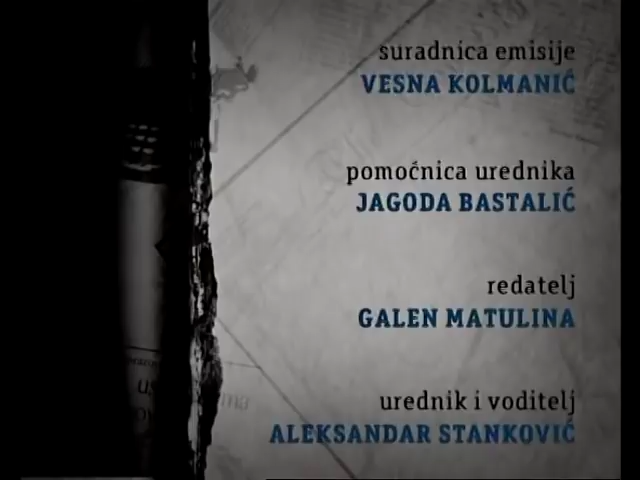 suradnica emisije
VESNA KOLMANIĆ
pomoćnica urednika
JAGODA BASTALIĆ
redatelj
GALEN MATULINA
urednik i voditelj
ALEKSANDAR STANKOVIĆ